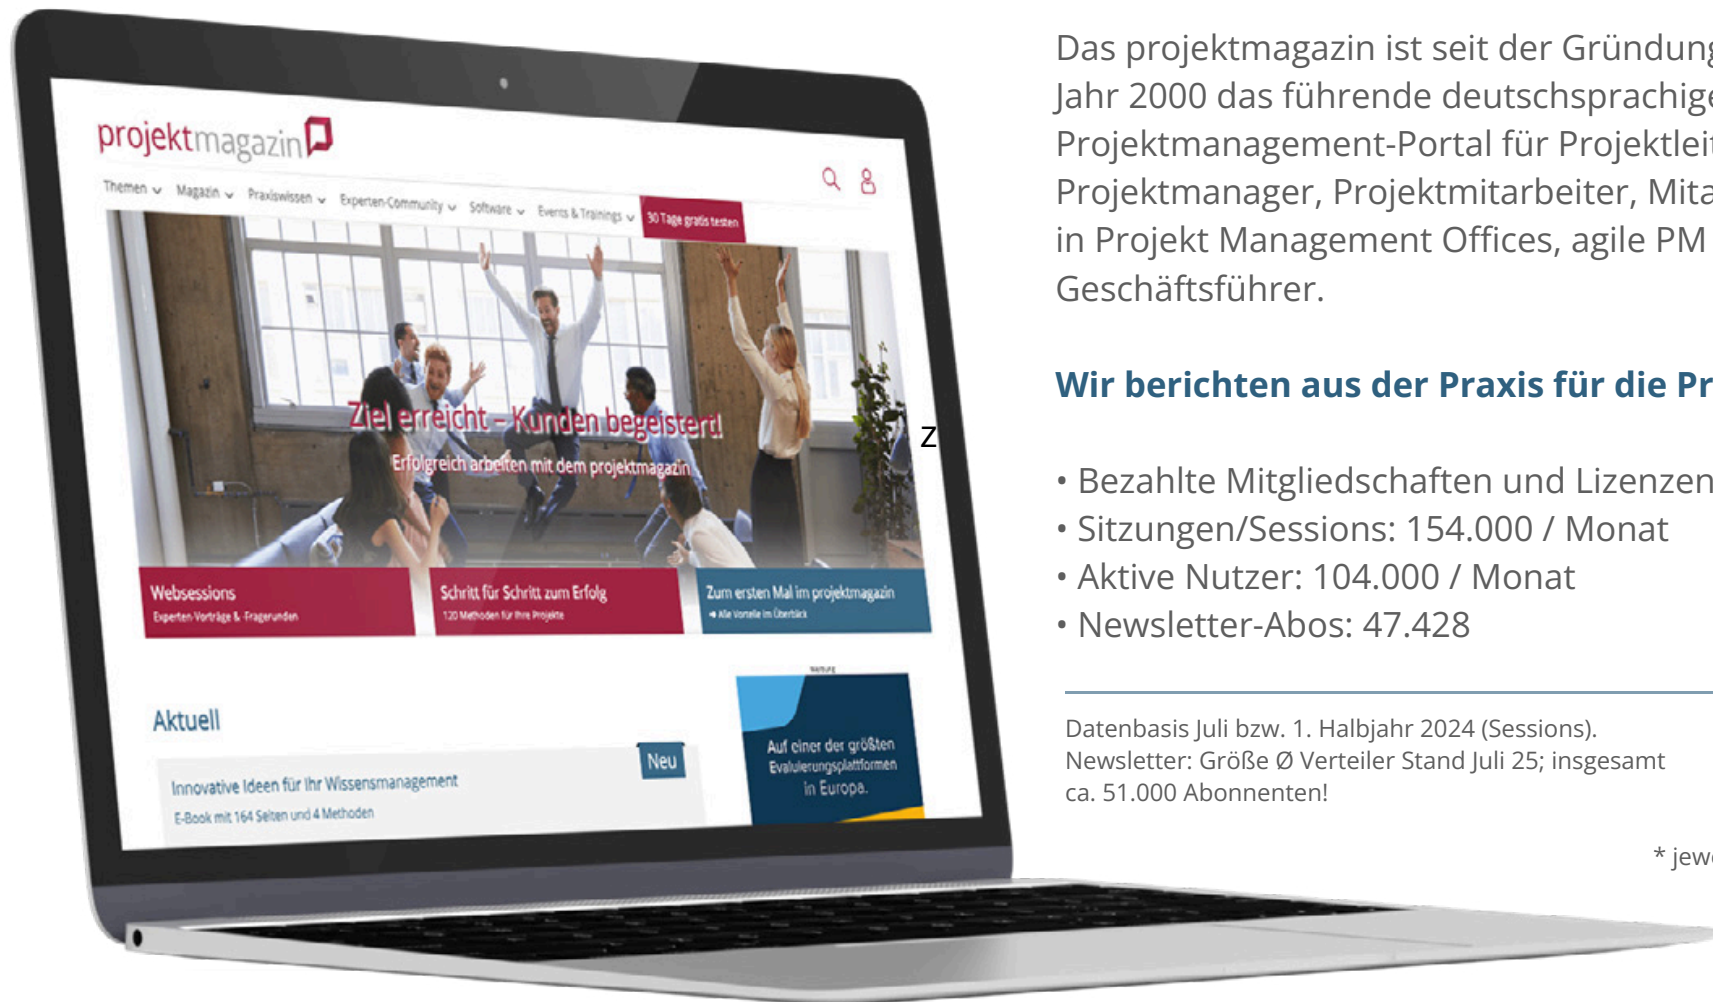 projektmagazin
Themen Magazin Praxiswissen Experten-Community Software Events & Trainings 30 Tage gratis testen
Ziel erreicht – Kunden begeistert!
Erfolgreich arbeiten mit dem projektmagazin
Websessions
Experten-Vorträge & -Fragerunden
Schritt für Schritt zum Erfolg
120 Methoden für Ihre Projekte
Zum ersten Mal im projektmagazin
➔ Alle Vorteile im Überblick
Aktuell
Neu
Innovative Ideen für Ihr Wissensmanagement
E-Book mit 164 Seiten und 4 Methoden
Auf einer der größten
Evaluierungsplattformen
in Europa.
z
Das projektmagazin ist seit der Gründung
Jahr 2000 das führende deutschsprachige
Projektmanagement-Portal für Projektleit
Projektmanager, Projektmitarbeiter, Mita
in Projekt Management Offices, agile PM
Geschäftsführer.
Wir berichten aus der Praxis für die Pr
• Bezahlte Mitgliedschaften und Lizenzen
• Sitzungen/Sessions: 154.000 / Monat
• Aktive Nutzer: 104.000 / Monat
• Newsletter-Abos: 47.428
Datenbasis Juli bzw. 1. Halbjahr 2024 (Sessions).
Newsletter: Größe Ø Verteiler Stand Juli 25; insgesamt
ca. 51.000 Abonnenten!
* jew